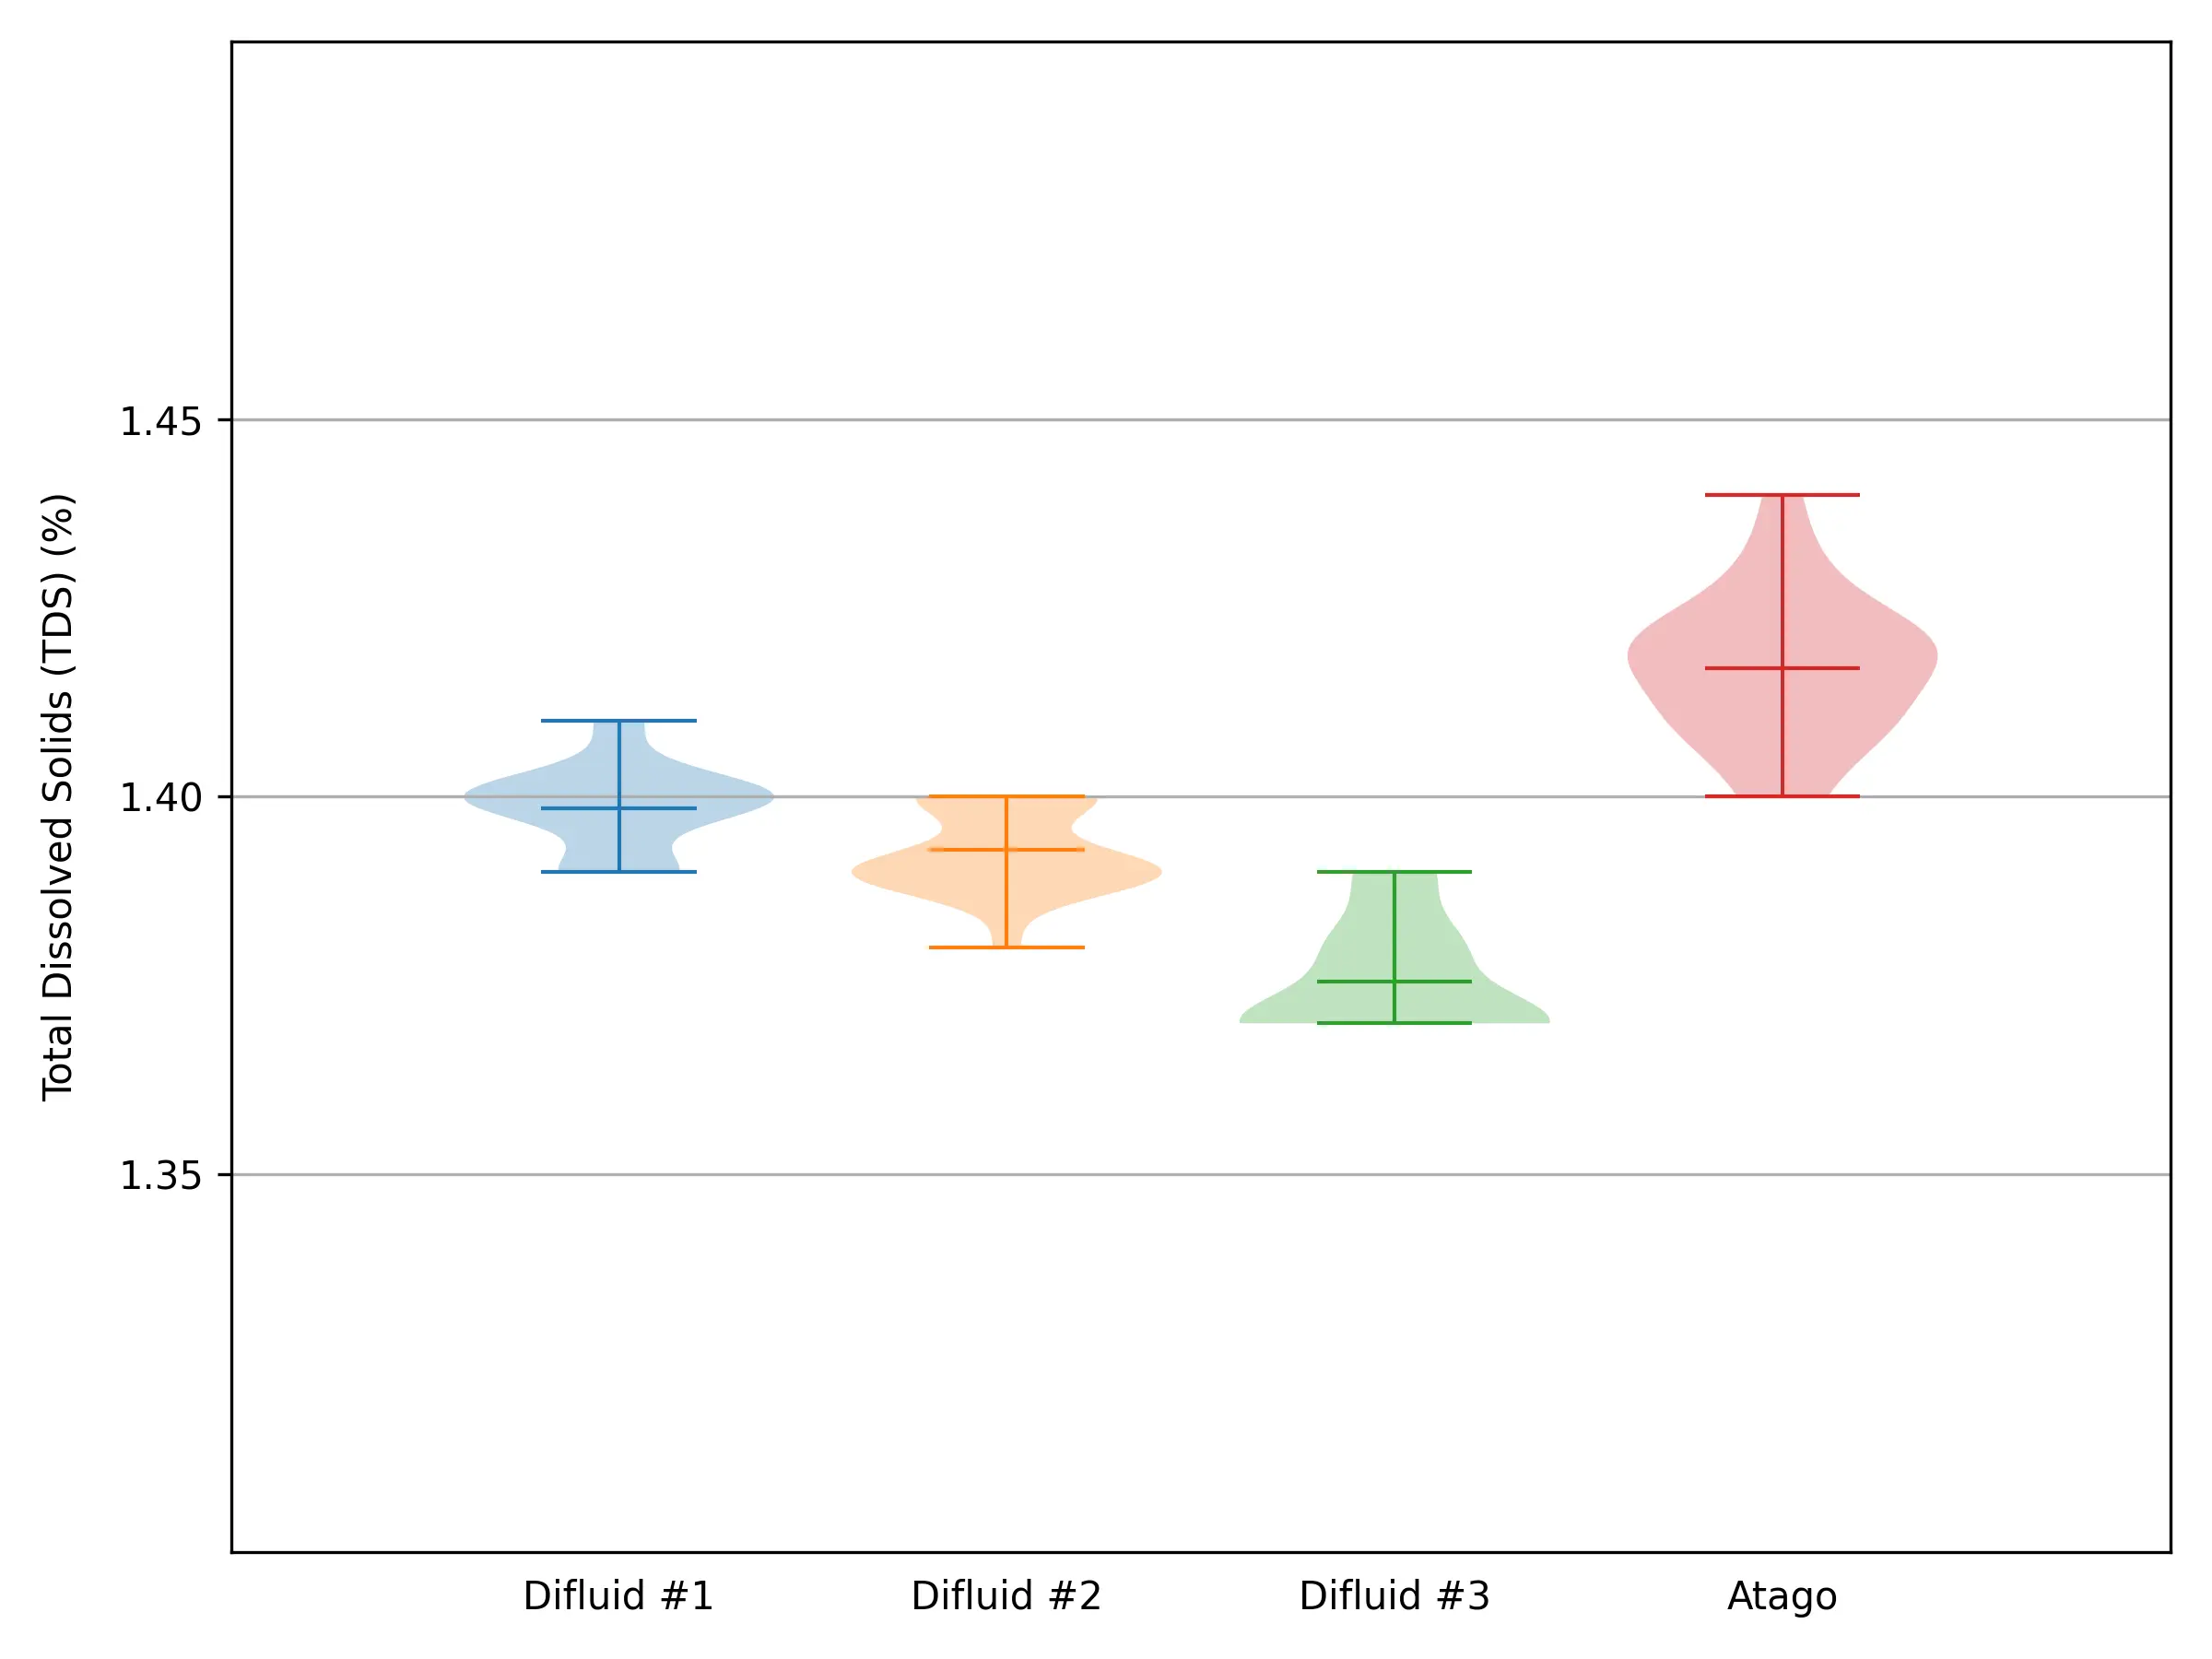 Total Dissolved Solids (TDS) (%)
1.45
1.40
1.35
Difluid #1 Difluid #2 Difluid #3 Atago